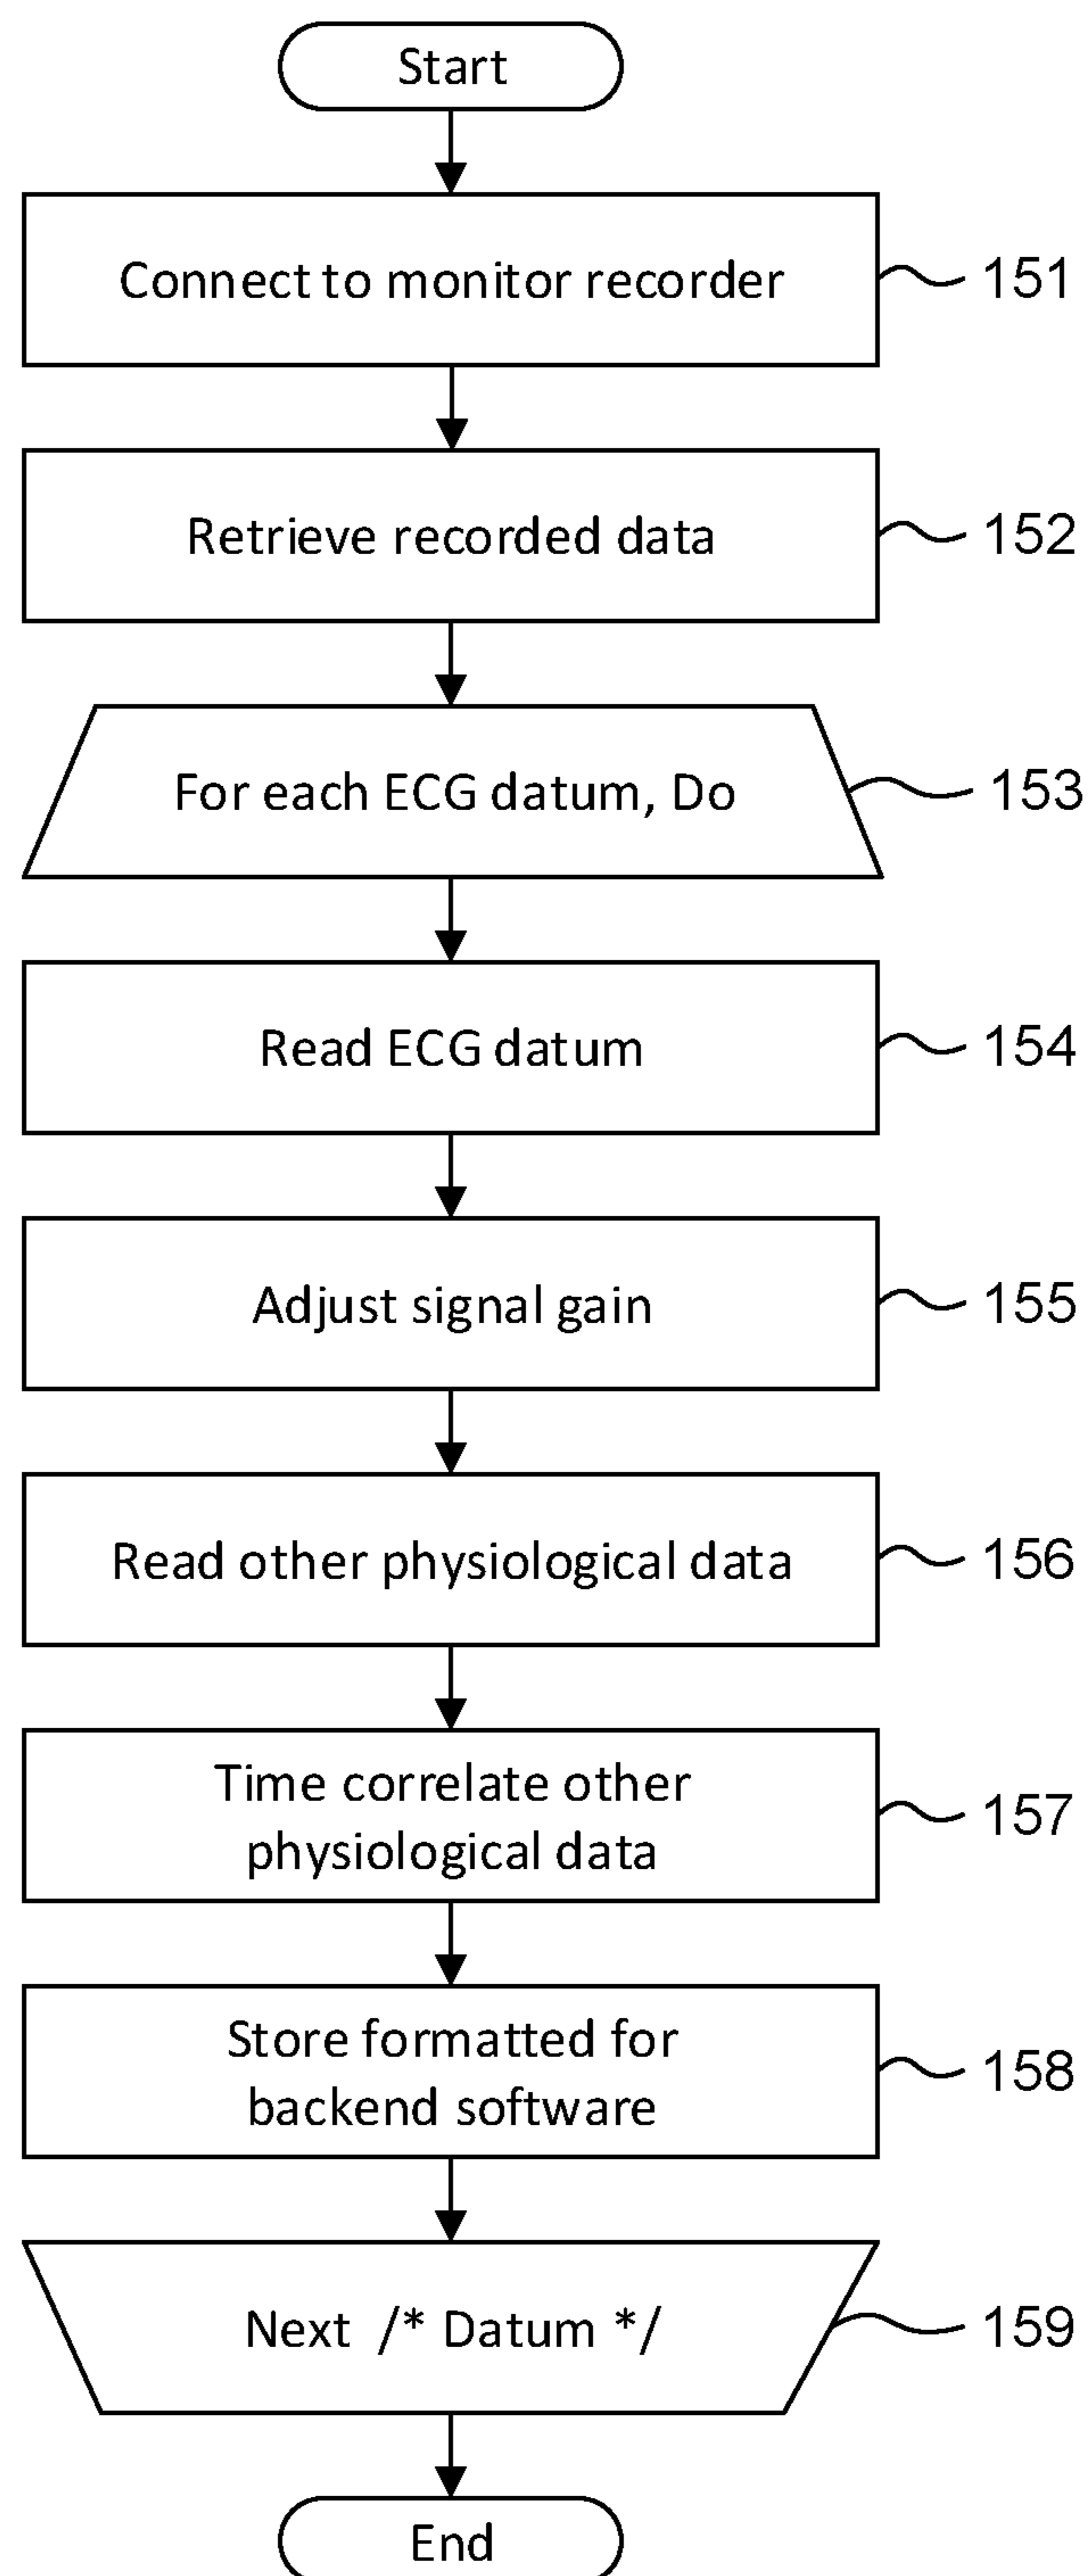 Start
Connect to monitor recorder
151
Retrieve recorded data
152
For each ECG datum, Do
153
Read ECG datum
154
Adjust signal gain
155
Read other physiological data
156
Time correlate other
physiological data
157
Store formatted for
backend software
158
Next /* Datum */
159
End